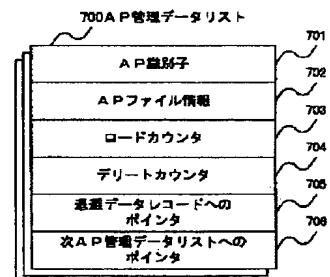 700AP管理データリスト
701
AP識別子
702
APファイル情報
703
ロードカウンタ
704
デリートカウンタ
705
退避データレコードへの
ポインタ
706
次AP管理データリストへの
ポインタ